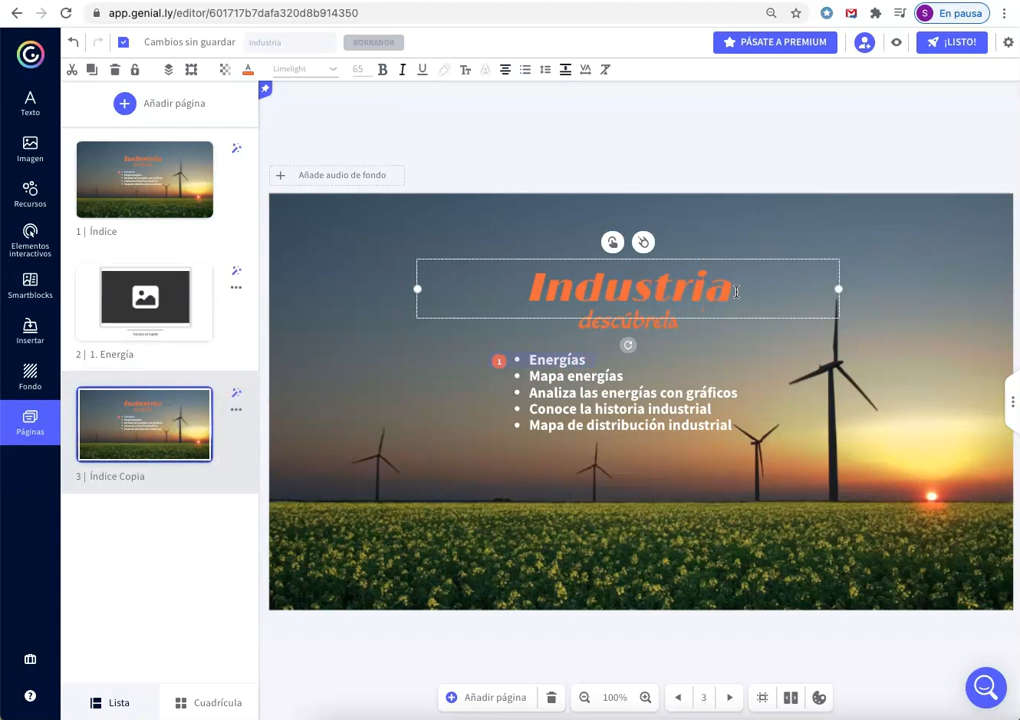 app.genial.ly/editor/601717b7dafa320d8b914350
S En pausa
Cambios sin guardar
Industria
BORRADOR
PÁSATE A PREMIUM
¡LISTO!
Limelight
65
Texto
Imagen
Recursos
Elementos
interactivos
Smartblocks
Insertar
Fondo
Páginas
Añadir página
1 | Índice
2 | 1. Energía
3 | Índice Copia
Lista
Cuadrícula
Añade audio de fondo
Industria
descúbrela
1
• Energías
• Mapa energías
• Analiza las energías con gráficos
• Conoce la historia industrial
• Mapa de distribución industrial
Añadir página
100%
3